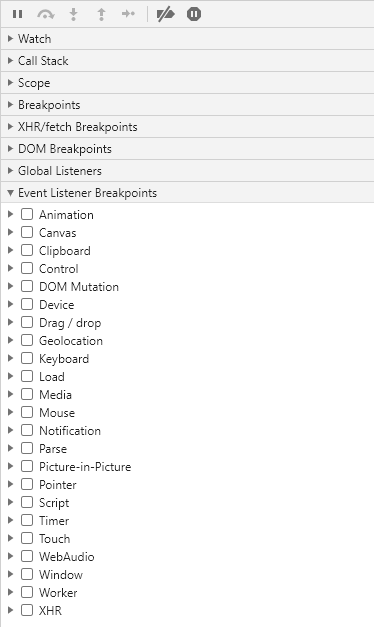 Watch
Call Stack
Scope
Breakpoints
XHR/fetch Breakpoints
DOM Breakpoints
Global Listeners
Event Listener Breakpoints
Animation
Canvas
Clipboard
Control
DOM Mutation
Device
Drag / drop
Geolocation
Keyboard
Load
Media
Mouse
Notification
Parse
Picture-in-Picture
Pointer
Script
Timer
Touch
WebAudio
Window
Worker
XHR